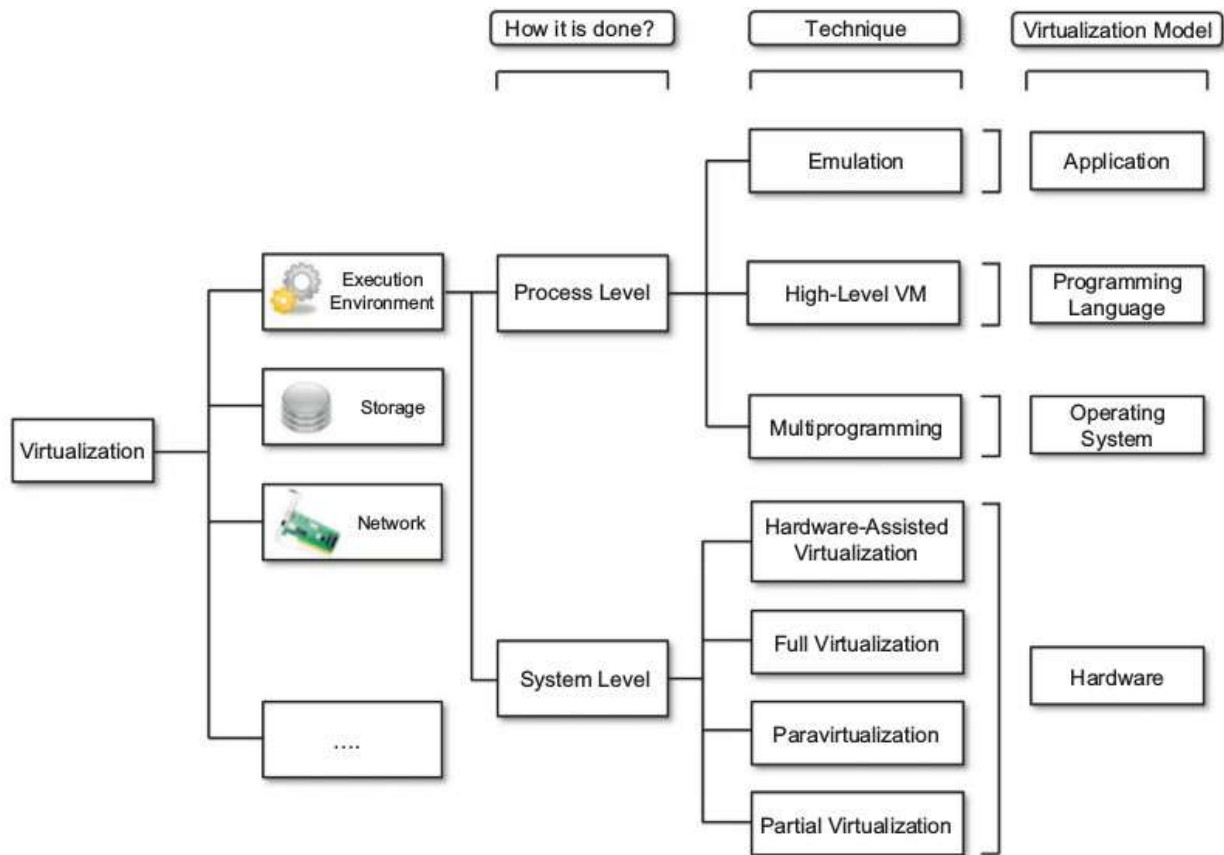 How it is done?
Technique
Virtualization Model
Emulation
Application
Execution
Environment
Process Level
High-Level VM
Programming
Language
Storage
Multiprogramming
Operating
System
Virtualization
Network
Hardware-Assisted
Virtualization
Full Virtualization
System Level
Hardware
Paravirtualization
....
Partial Virtualization